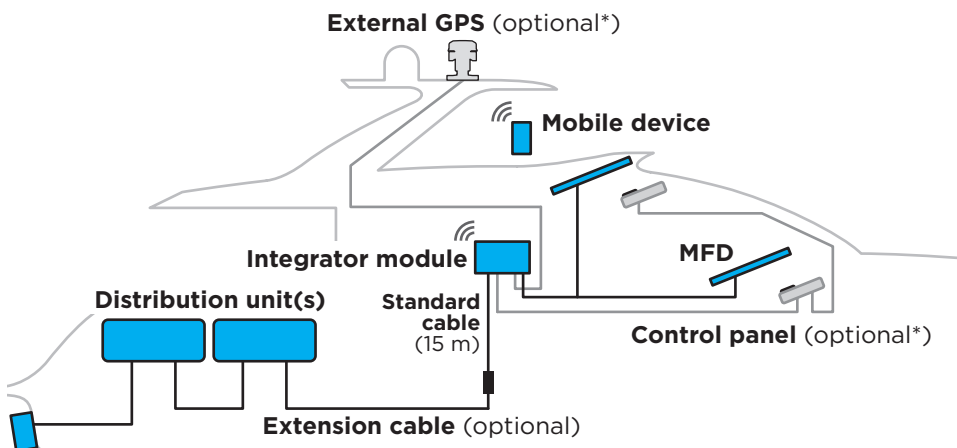 External GPS (optional*)
Mobile device
Integrator module
MFD
Distribution unit(s)
Standard
cable
(15 m)
Control panel (optional*)
Extension cable (optional)